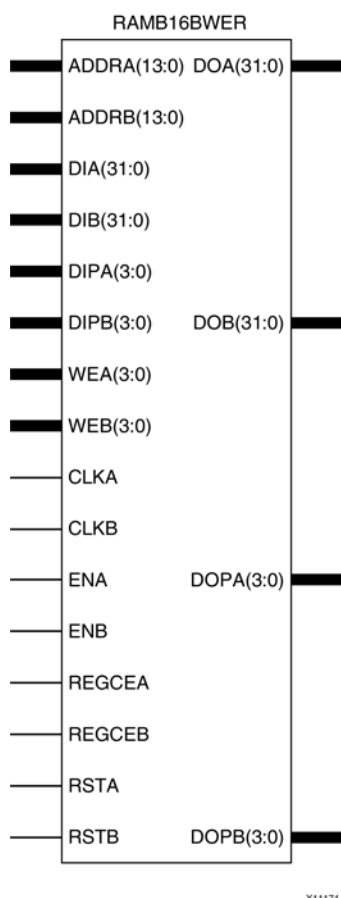 RAMB16BWER
ADDRA(13:0) DOA(31:0)
ADDRB(13:0)
DIA(31:0)
DIB(31:0)
DIPA(3:0)
DIPB(3:0) DOB(31:0)
WEA(3:0)
WEB(3:0)
CLKA
CLKB
ENA DOPA(3:0)
ENB
REGCEA
REGCEB
RSTA
RSTB DOPB(3:0)
X11174